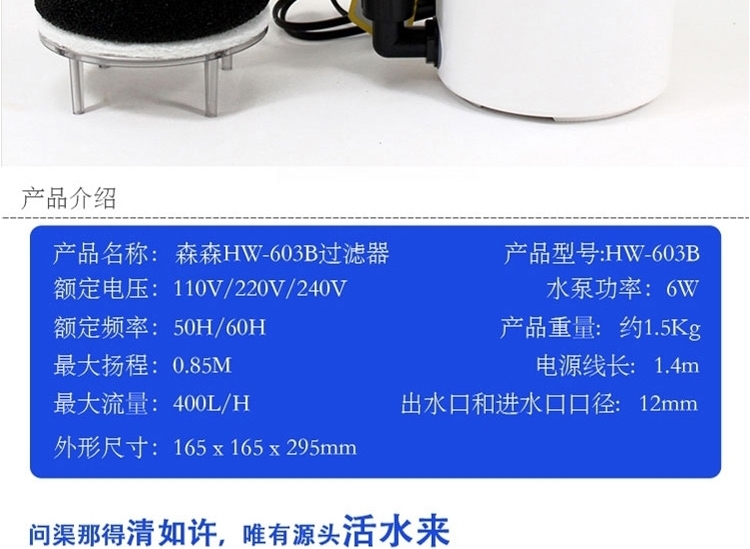 产品介绍
产品名称： 森森HW-603B过滤器 产品型号:HW-603B
额定电压：110V/220V/240V 水泵功率：6W
额定频率：50H/60H 产品重量: 约1.5Kg
最大扬程：0.85M 电源线长: 1.4m
最大流量：400L/H 出水口和进水口口径: 12mm
外形尺寸：165 x 165 x 295mm
问渠那得清如许，唯有源头活水来